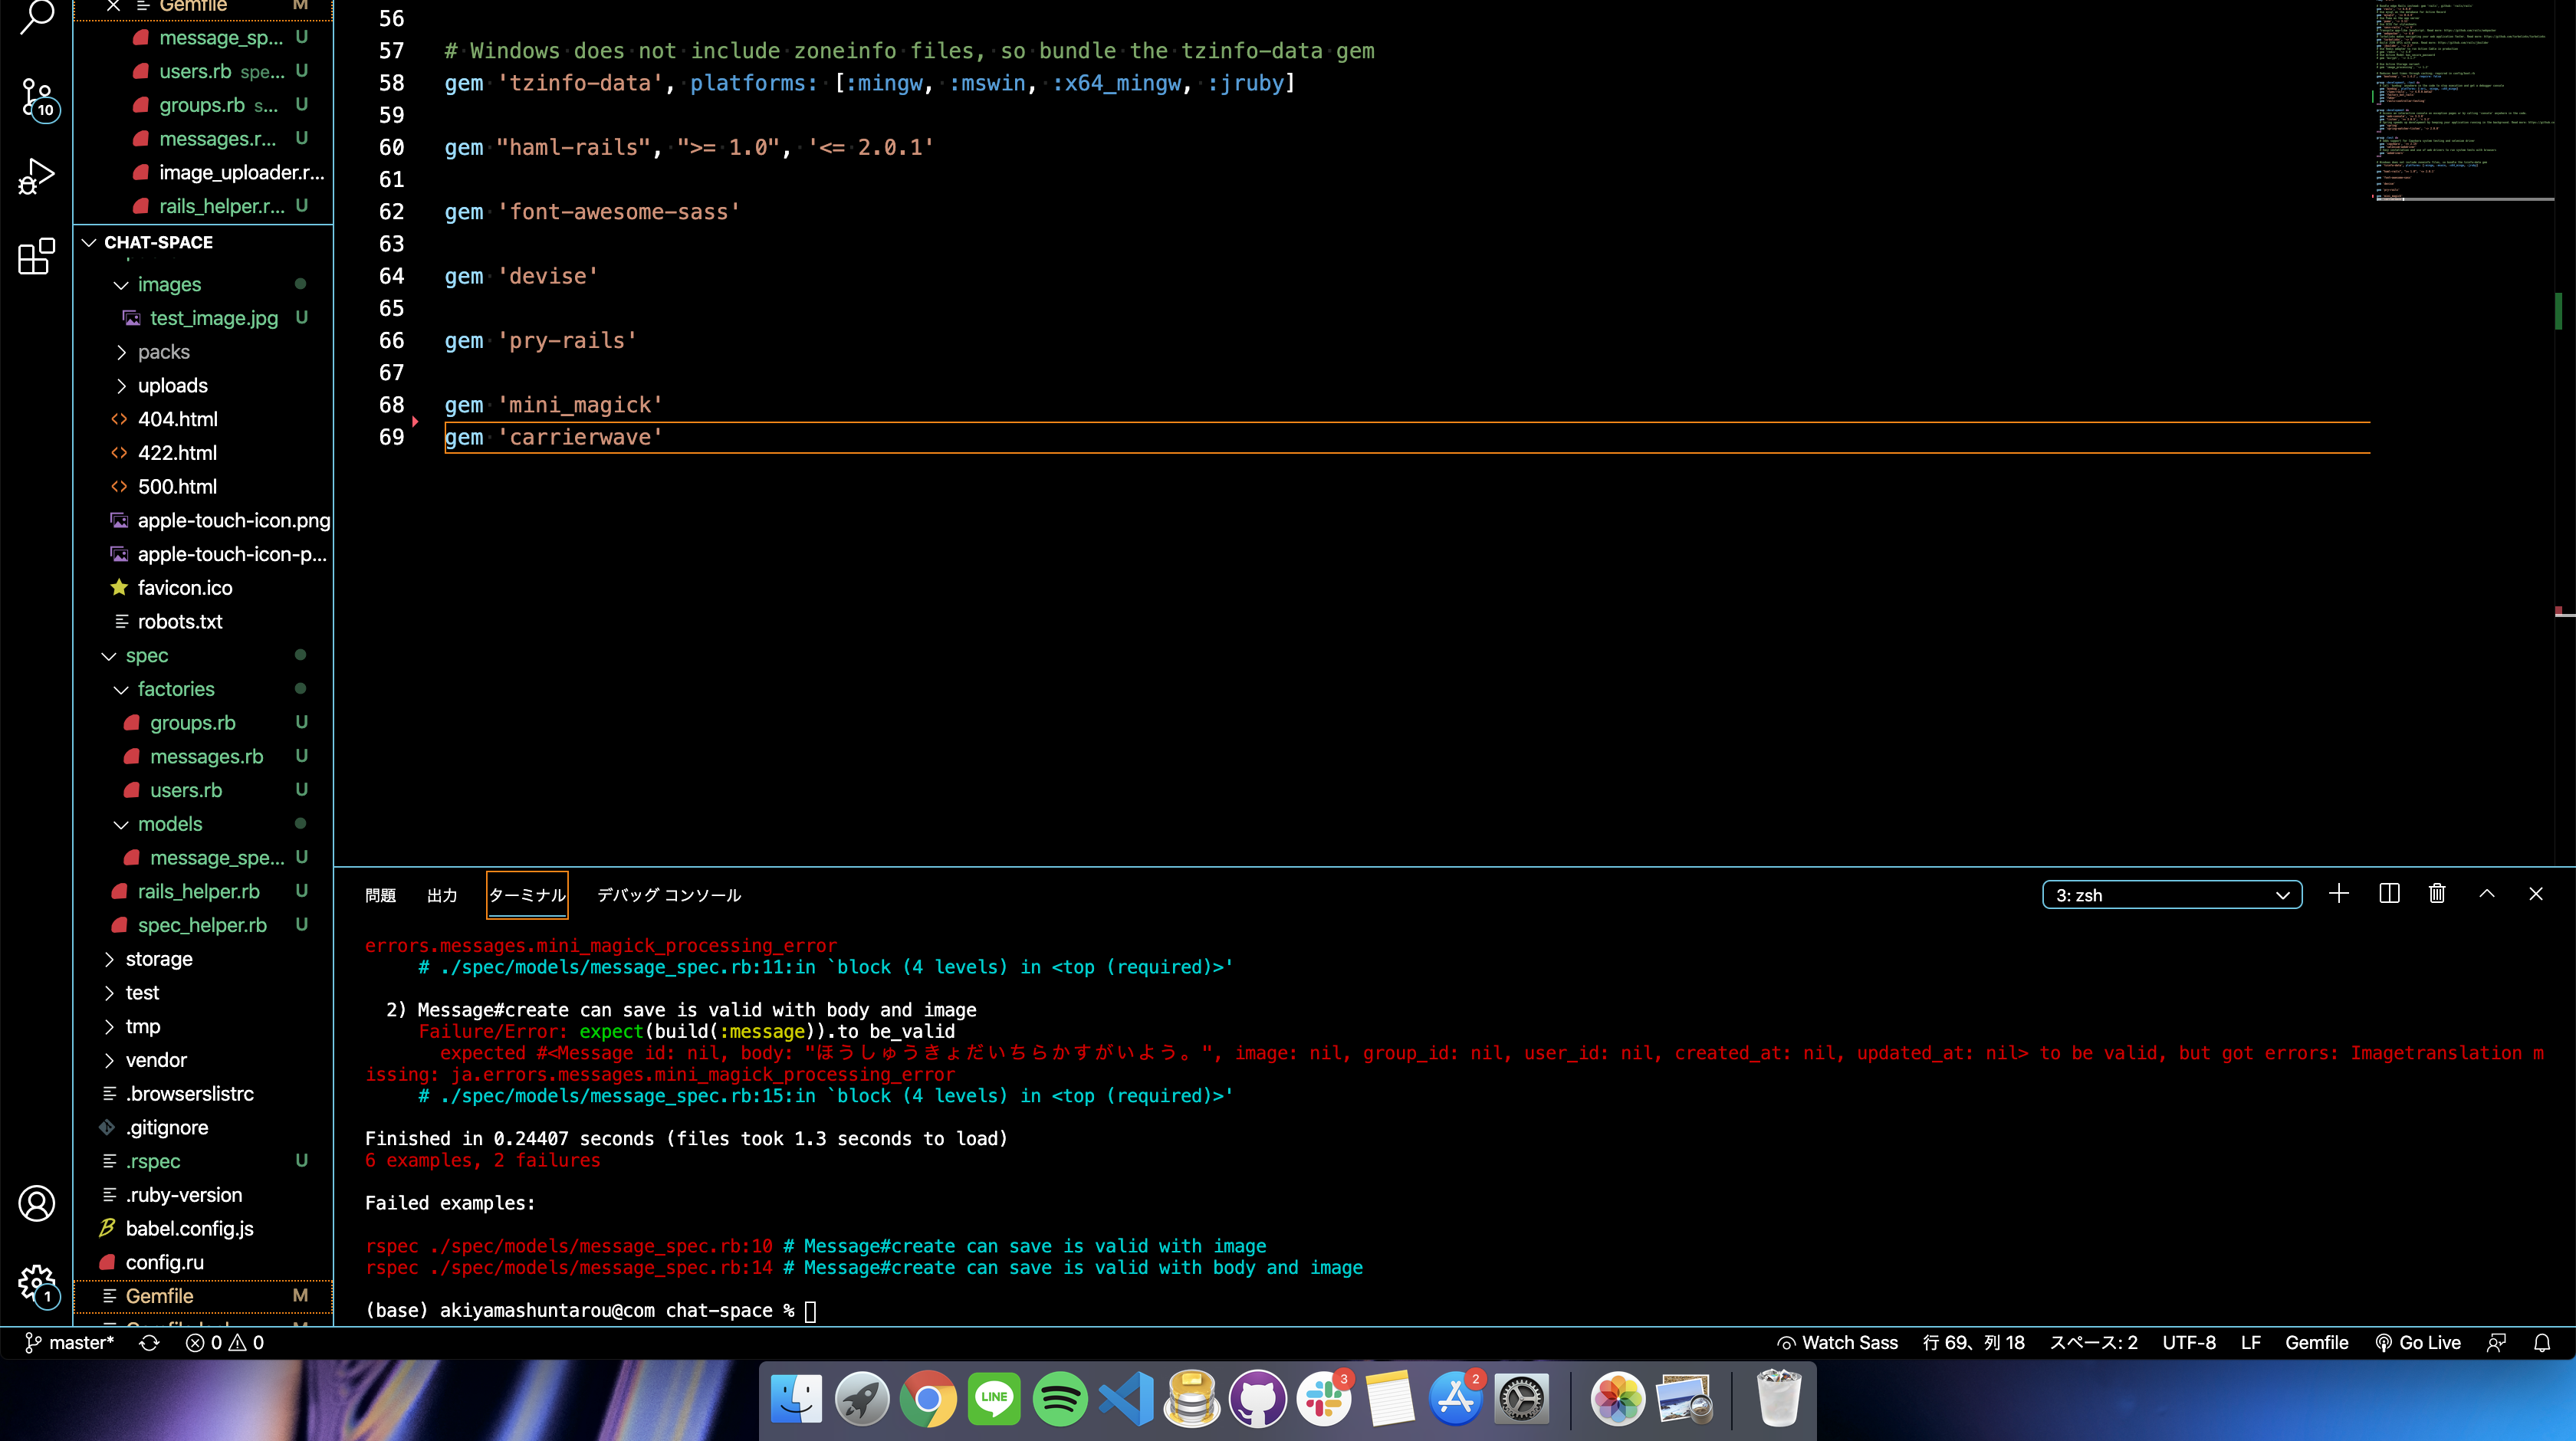 Gemfile M
message_sp... U
users.rb spe... U
groups.rb s... U
messages.r... U
image_uploader.r...
rails_helper.r... U
10
CHAT-SPACE
images
test_image.jpg U
packs
uploads
404.html
422.html
500.html
apple-touch-icon.png
apple-touch-icon-p...
favicon.ico
robots.txt
spec
factories
groups.rb U
messages.rb U
users.rb U
models
message_spe... U
rails_helper.rb U
spec_helper.rb U
storage
test
tmp
vendor
.browserslistrc
.gitignore
.rspec U
.ruby-version
babel.config.js
config.ru
Gemfile M
1
56
57 # Windows does not include zoneinfo files, so bundle the tzinfo-data gem
58 gem 'tzinfo-data', platforms: [:mingw, :mswin, :x64_mingw, :jruby]
59
60 gem "haml-rails", ">= 1.0", '<= 2.0.1'
61
62 gem 'font-awesome-sass'
63
64 gem 'devise'
65
66 gem 'pry-rails'
67
68 gem 'mini_magick'
69 gem 'carrierwave'
問題 出力 ターミナル デバッグ コンソール 3: zsh
errors.messages.mini_magick_processing_error
# ./spec/models/message_spec.rb:11:in `block (4 levels) in <top (required)>'
2) Message#create can save is valid with body and image
Failure/Error: expect(build(:message)).to be_valid
expected #<Message id: nil, body: "ほうしゅうきょだいちらかすがいよう。", image: nil, group_id: nil, user_id: nil, created_at: nil, updated_at: nil> to be valid, but got errors: Imagetranslation m
issing: ja.errors.messages.mini_magick_processing_error
# ./spec/models/message_spec.rb:15:in `block (4 levels) in <top (required)>'
Finished in 0.24407 seconds (files took 1.3 seconds to load)
6 examples, 2 failures
Failed examples:
rspec ./spec/models/message_spec.rb:10 # Message#create can save is valid with image
rspec ./spec/models/message_spec.rb:14 # Message#create can save is valid with body and image
(base) akiyamashuntarou@com chat-space %
master* 0 0 Watch Sass 行 69、列 18 スペース: 2 UTF-8 LF Gemfile Go Live
LINE 3 2